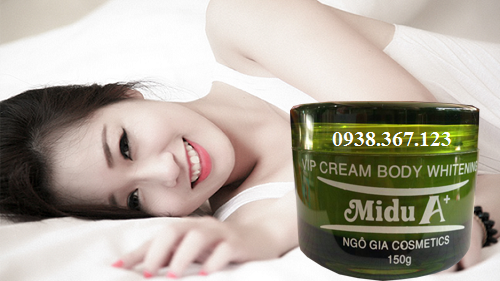 0938.367.123
VIP CREAM BODY WHITENING
Midu A+
NGÔ GIA COSMETICS
150g